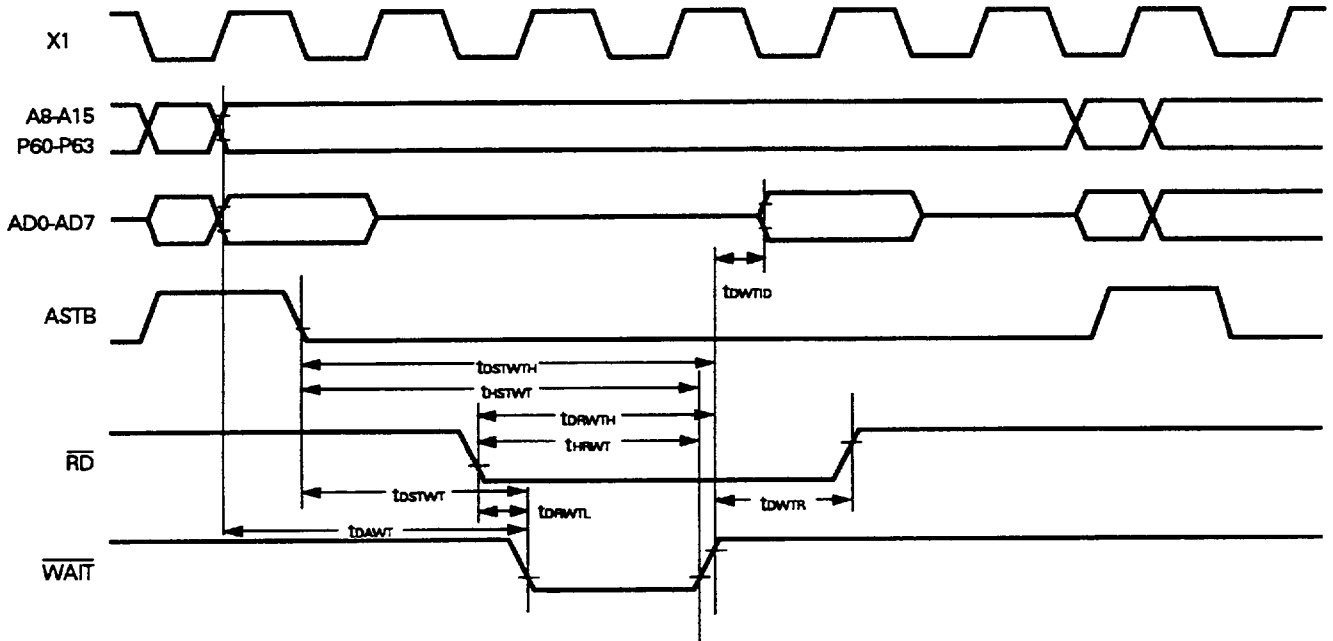 X1
A8-A15
P60-P63
AD0-AD7
tDWTID
ASTB
tDSTWTH
tHSTWT
tDRWTH
tHRWT
RD
tDSTWT
tDRWTL
tDWTR
tDAWT
WAIT